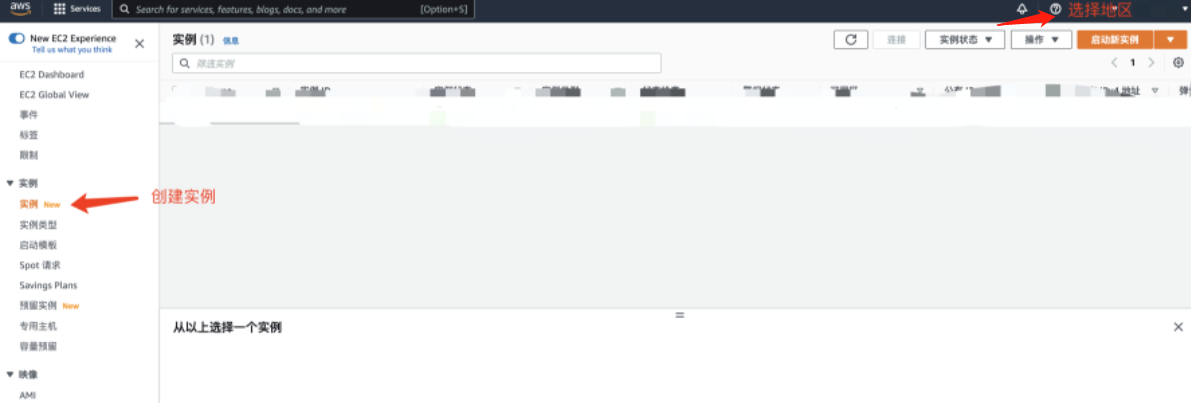 aws Services Search for services, features, blogs, docs, and more [Option+S] 选择地区
New EC2 Experience
Tell us what you think
EC2 Dashboard
EC2 Global View
事件
标签
限制
实例
实例 New
实例类型
启动模板
Spot 请求
Savings Plans
预留实例 New
专用主机
容量预留
映像
AMI
创建实例
实例 (1) 信息
连接 实例状态 操作 启动新实例
筛选实例
1
从以上选择一个实例